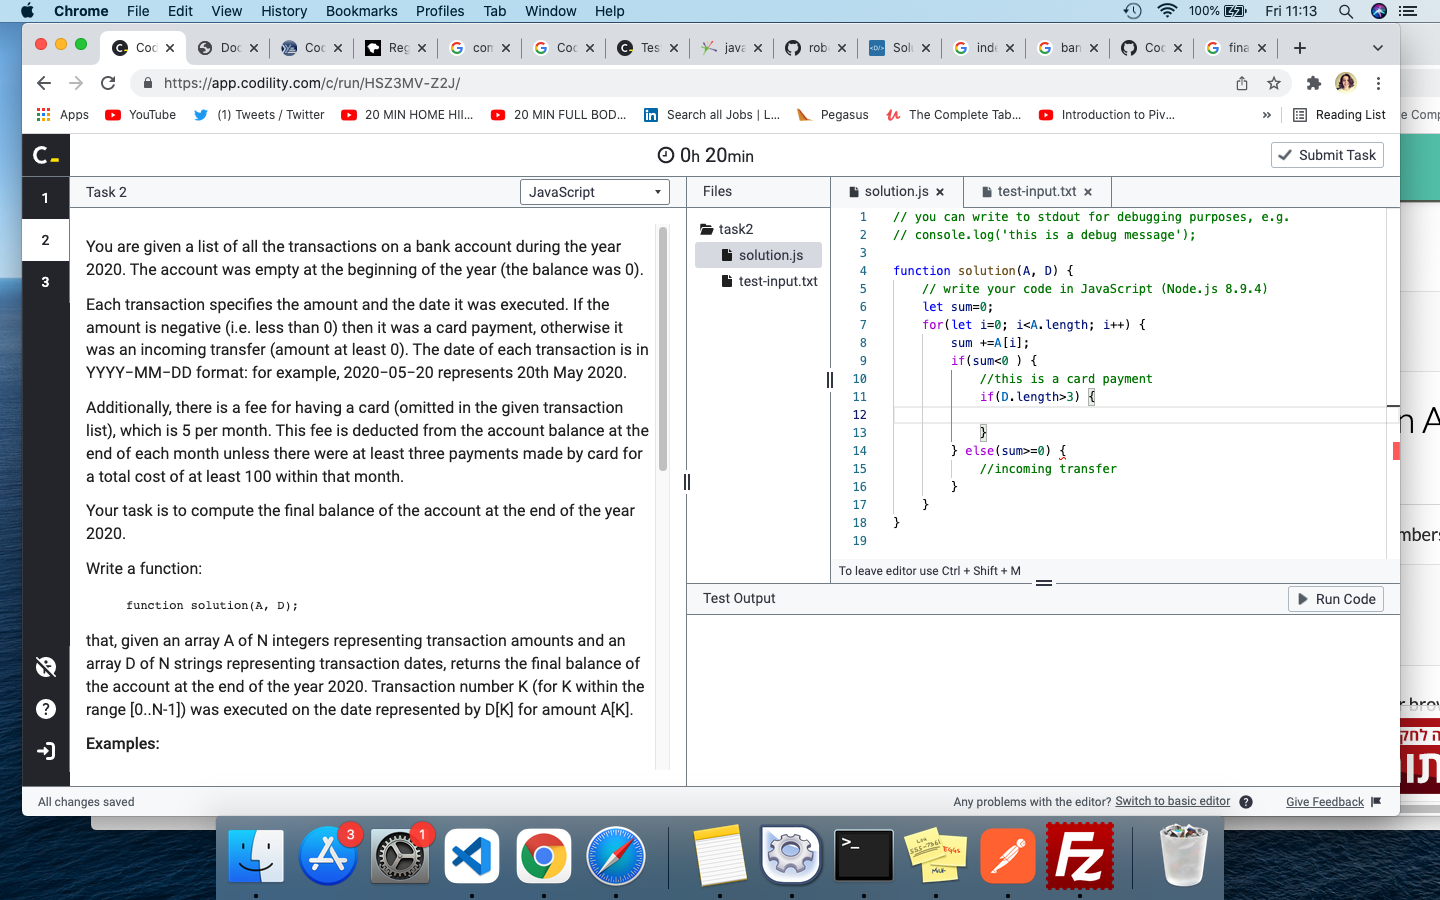 Chrome File Edit View History Bookmarks Profiles Tab Window Help 100% Fri 11:13
Cod Doc Coc Reg con Coc Tes java rob Solu inde ban Coc fina
https://app.codility.com/c/run/HSZ3MV-Z2J/
Apps YouTube (1) Tweets / Twitter 20 MIN HOME HII... 20 MIN FULL BOD... Search all Jobs | L... Pegasus The Complete Tab... Introduction to Piv... » Reading List
e Comp
C_ 0h 20min Submit Task
1
2
3
Task 2 JavaScript
You are given a list of all the transactions on a bank account during the year
2020. The account was empty at the beginning of the year (the balance was 0).
Each transaction specifies the amount and the date it was executed. If the
amount is negative (i.e. less than 0) then it was a card payment, otherwise it
was an incoming transfer (amount at least 0). The date of each transaction is in
YYYY-MM-DD format: for example, 2020-05-20 represents 20th May 2020.
Additionally, there is a fee for having a card (omitted in the given transaction
list), which is 5 per month. This fee is deducted from the account balance at the
end of each month unless there were at least three payments made by card for
a total cost of at least 100 within that month.
Your task is to compute the final balance of the account at the end of the year
2020.
Write a function:
function solution(A, D);
that, given an array A of N integers representing transaction amounts and an
array D of N strings representing transaction dates, returns the final balance of
the account at the end of the year 2020. Transaction number K (for K within the
range [0..N-1]) was executed on the date represented by D[K] for amount A[K].
Examples:
Files
task2
solution.js
test-input.txt
solution.js × test-input.txt ×
1 // you can write to stdout for debugging purposes, e.g.
2 // console.log('this is a debug message');
3
4 function solution(A, D) {
5 // write your code in JavaScript (Node.js 8.9.4)
6 let sum=0;
7 for(let i=0; i<A.length; i++) {
8 sum +=A[i];
9 if(sum<0 ) {
10 //this is a card payment
11 if(D.length>3) {
12
13 }
14 } else(sum>=0) {
15 //incoming transfer
16 }
17 }
18 }
19
To leave editor use Ctrl + Shift + M
Test Output Run Code
All changes saved Any problems with the editor? Switch to basic editor ? Give Feedback
n A
mbers
r brow
ה לחק
תו
3
1
>_
EGGS
MILK
Fz